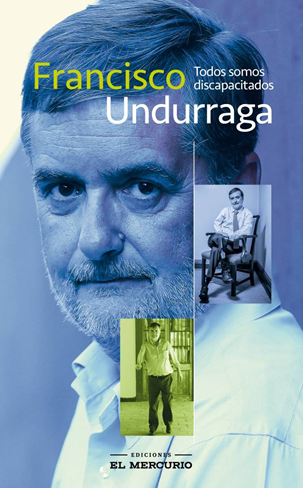 Francisco
Todos somos
discapacitados
Undurraga
EDICIONES
EL MERCURIO